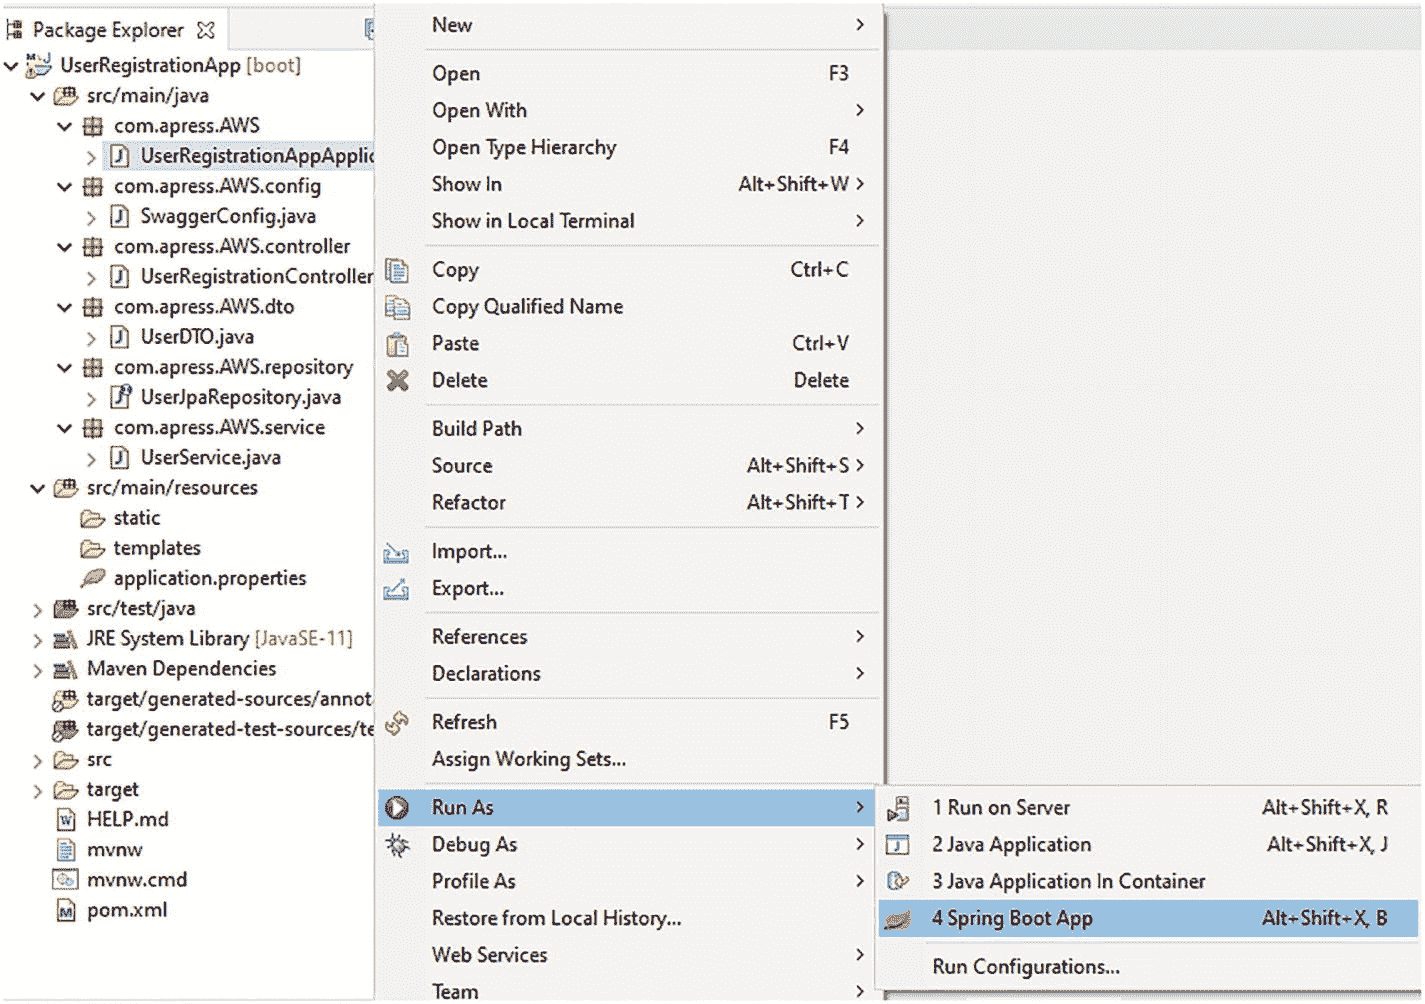 Package Explorer
UserRegistrationApp [boot]
src/main/java
com.apress.AWS
UserRegistrationAppApplic
com.apress.AWS.config
SwaggerConfig.java
com.apress.AWS.controller
UserRegistrationController
com.apress.AWS.dto
UserDTO.java
com.apress.AWS.repository
UserJpaRepository.java
com.apress.AWS.service
UserService.java
src/main/resources
static
templates
application.properties
src/test/java
JRE System Library [JavaSE-11]
Maven Dependencies
target/generated-sources/annot
target/generated-test-sources/te
src
target
HELP.md
mvnw
mvnw.cmd
pom.xml
New
Open F3
Open With
Open Type Hierarchy F4
Show In Alt+Shift+W
Show in Local Terminal
Copy Ctrl+C
Copy Qualified Name
Paste Ctrl+V
Delete Delete
Build Path
Source Alt+Shift+S
Refactor Alt+Shift+T
Import...
Export...
References
Declarations
Refresh F5
Assign Working Sets...
Run As
Debug As
Profile As
Restore from Local History...
Web Services
Team
1 Run on Server Alt+Shift+X, R
2 Java Application Alt+Shift+X, J
3 Java Application In Container
4 Spring Boot App Alt+Shift+X, B
Run Configurations...